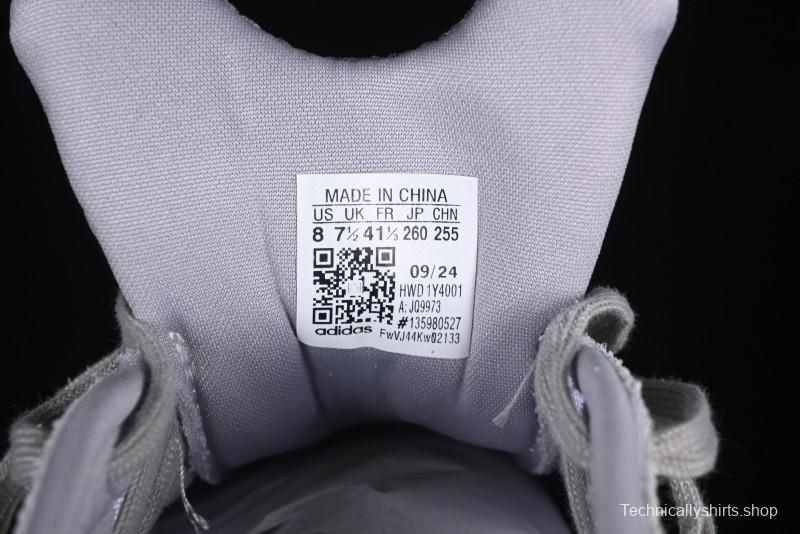 MADE IN CHINA
US UK FR JP CHN
8 7½ 41⅓ 260 255
09/24
HWD 1Y4001
A: JQ9973
#135980527
adidas FwVJ44Kw02133
Technicallyshirts.shop